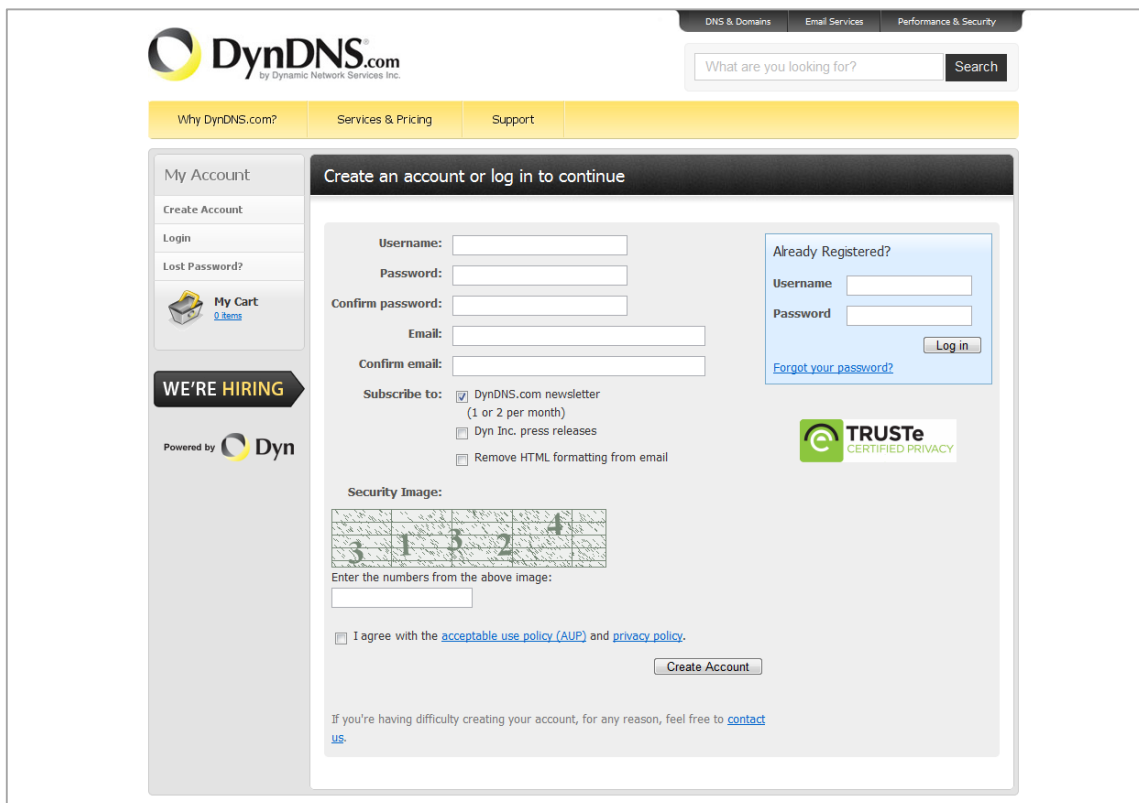 DNS & Domains
Email Services
Performance & Security
DynDNS.com
by Dynamic Network Services Inc.
What are you looking for?
Search
Why DynDNS.com?
Services & Pricing
Support
My Account
Create Account
Login
Lost Password?
My Cart
0 items
WE'RE HIRING
Powered by Dyn
Create an account or log in to continue
Username:
Password:
Confirm password:
Email:
Confirm email:
Subscribe to:
DynDNS.com newsletter
(1 or 2 per month)
Dyn Inc. press releases
Remove HTML formatting from email
Security Image:
3 1 3 2 4
Enter the numbers from the above image:
I agree with the acceptable use policy (AUP) and privacy policy.
Create Account
If you're having difficulty creating your account, for any reason, feel free to contact
us.
Already Registered?
Username
Password
Log in
Forgot your password?
TRUSTe
CERTIFIED PRIVACY